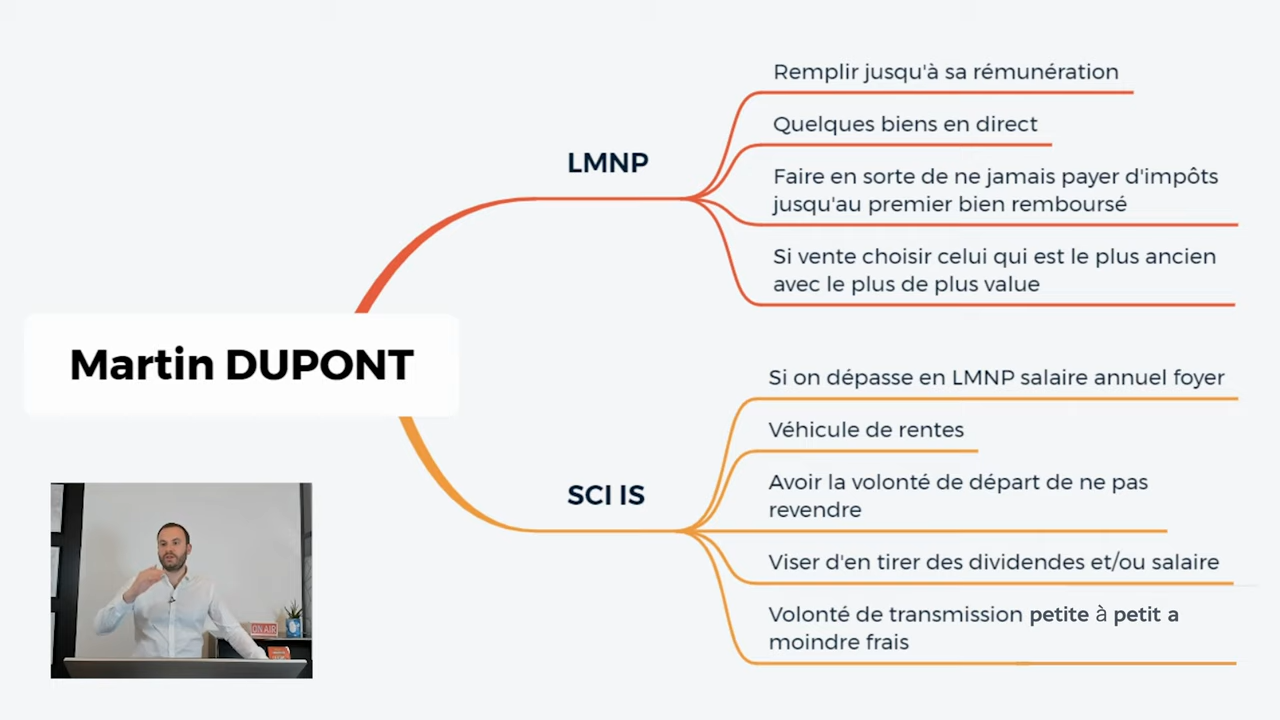 Remplir jusqu'à sa rémunération
Quelques biens en direct
LMNP
Faire en sorte de ne jamais payer d'impôts
jusqu'au premier bien remboursé
Si vente choisir celui qui est le plus ancien
avec le plus de plus value
Martin DUPONT
Si on dépasse en LMNP salaire annuel foyer
Véhicule de rentes
Avoir la volonté de départ de ne pas
revendre
SCI IS
Viser d'en tirer des dividendes et/ou salaire
Volonté de transmission petite à petit a
moindre frais
ON AIR